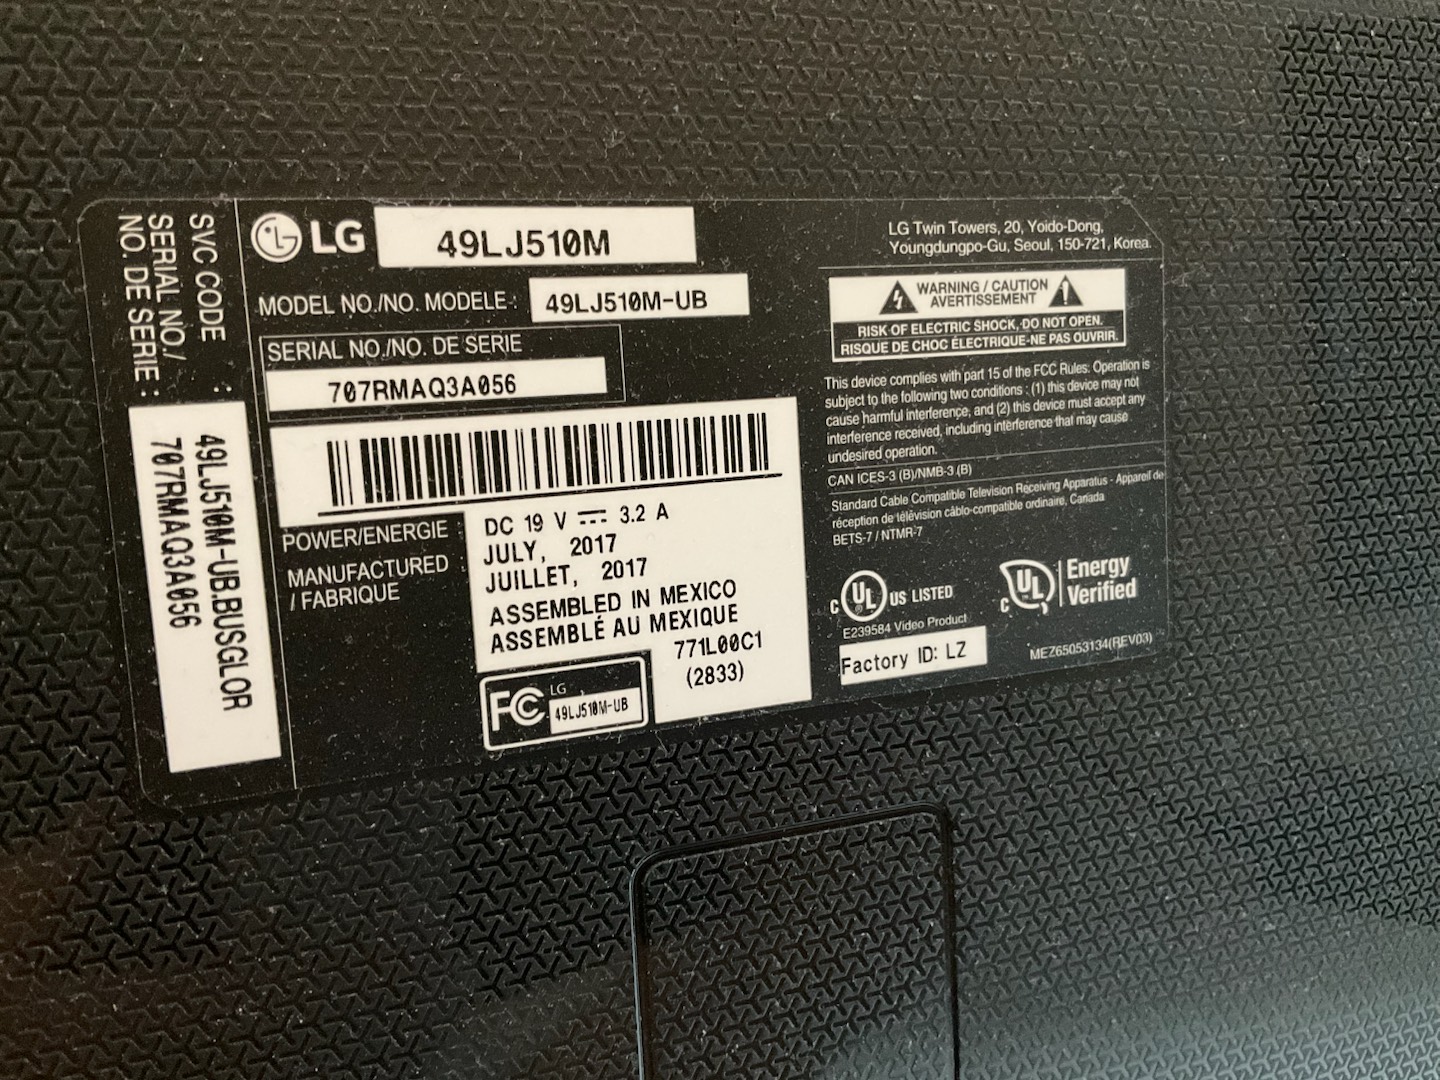 SVC CODE :
49LJ510M-UB.BUSGLOR
SERIAL NO./
NO. DE SERIE :
707RMAQ3A056
LG
49LJ510M
MODEL NO./NO. MODELE :
49LJ510M-UB
SERIAL NO./NO. DE SERIE
707RMAQ3A056
POWER/ENERGIE :
DC 19 V ⎓ 3.2 A
MANUFACTURED
/ FABRIQUE
JULY, 2017
JUILLET, 2017
ASSEMBLED IN MEXICO
ASSEMBLÉ AU MEXIQUE
771L00C1
(2833)
FC
LG
49LJ510M-UB
LG Twin Towers, 20, Yoido-Dong,
Youngdungpo-Gu, Seoul, 150-721, Korea.
WARNING / CAUTION
AVERTISSEMENT
RISK OF ELECTRIC SHOCK, DO NOT OPEN.
RISQUE DE CHOC ÉLECTRIQUE-NE PAS OUVRIR.
This device complies with part 15 of the FCC Rules. Operation is
subject to the following two conditions : (1) this device may not
cause harmful interference, and (2) this device must accept any
interference received, including interference that may cause
undesired operation.
CAN ICES-3 (B)/NMB-3 (B)
Standard Cable Compatible Television Receiving Apparatus - Appareil de
réception de télévision câblo-compatible ordinaire, Canada
BETS-7 / NTMR-7
C UL ® US LISTED
E239584 Video Product
C UL Energy
Verified
Factory ID: LZ
MEZ65053134(REV03)